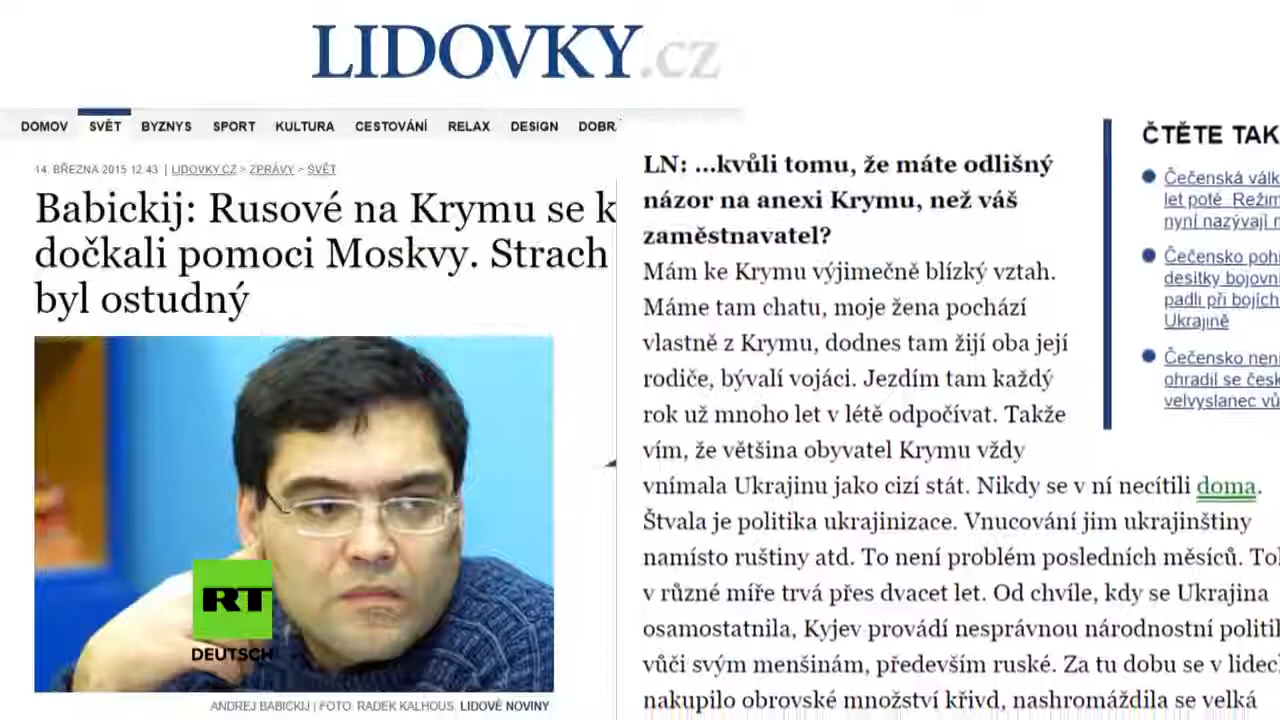 LIDOVKY.cz
DOMOV SVĚT BYZNYS SPORT KULTURA CESTOVÁNÍ RELAX DESIGN
14. BŘEZNA 2015 12:43 | LIDOVKY.CZ > ZPRÁVY > SVĚT
Babickij: Rusové na Krymu se
dočkali pomoci Moskvy. Strach
byl ostudný
RT
DEUTSCH
ANDREJ BABICKIJ | FOTO: RADEK KALHOUS, LIDOVÉ NOVINY
LN: ...kvůli tomu, že máte odlišný
názor na anexi Krymu, než váš
zaměstnavatel?
Mám ke Krymu výjimečně blízký vztah.
Máme tam chatu, moje žena pochází
vlastně z Krymu, dodnes tam žijí oba její
rodiče, bývalí vojáci. Jezdím tam každý
rok už mnoho let v létě odpočívat. Takže
vím, že většina obyvatel Krymu vždy
vnímala Ukrajinu jako cizí stát. Nikdy se v ní necítili doma.
Štvala je politika ukrajinizace. Vnucování jim ukrajinštiny
namísto ruštiny atd. To není problém posledních měsíců.
v různé míře trvá přes dvacet let. Od chvíle, kdy se Ukrajina
osamostatnila, Kyjev provádí nesprávnou národnostní
vůči svým menšinám, především ruské. Za tu dobu se v
nakupilo obrovské množství křivd, nashromáždila se velká
ČTĚTE
Čečenská
let poté. Režim
nyní nazývají
Čečensko
desítky
padli při bojích
Ukrajině
Čečensko
ohradil se
velvyslanec